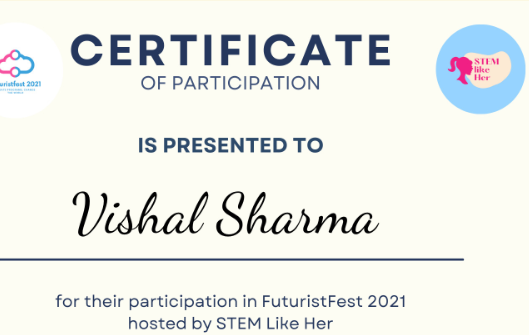 CERTIFICATE
OF PARTICIPATION
uristFest 2021
STEM
like
Her
IS PRESENTED TO
Vishal Sharma
for their participation in FuturistFest 2021
hosted by STEM Like Her